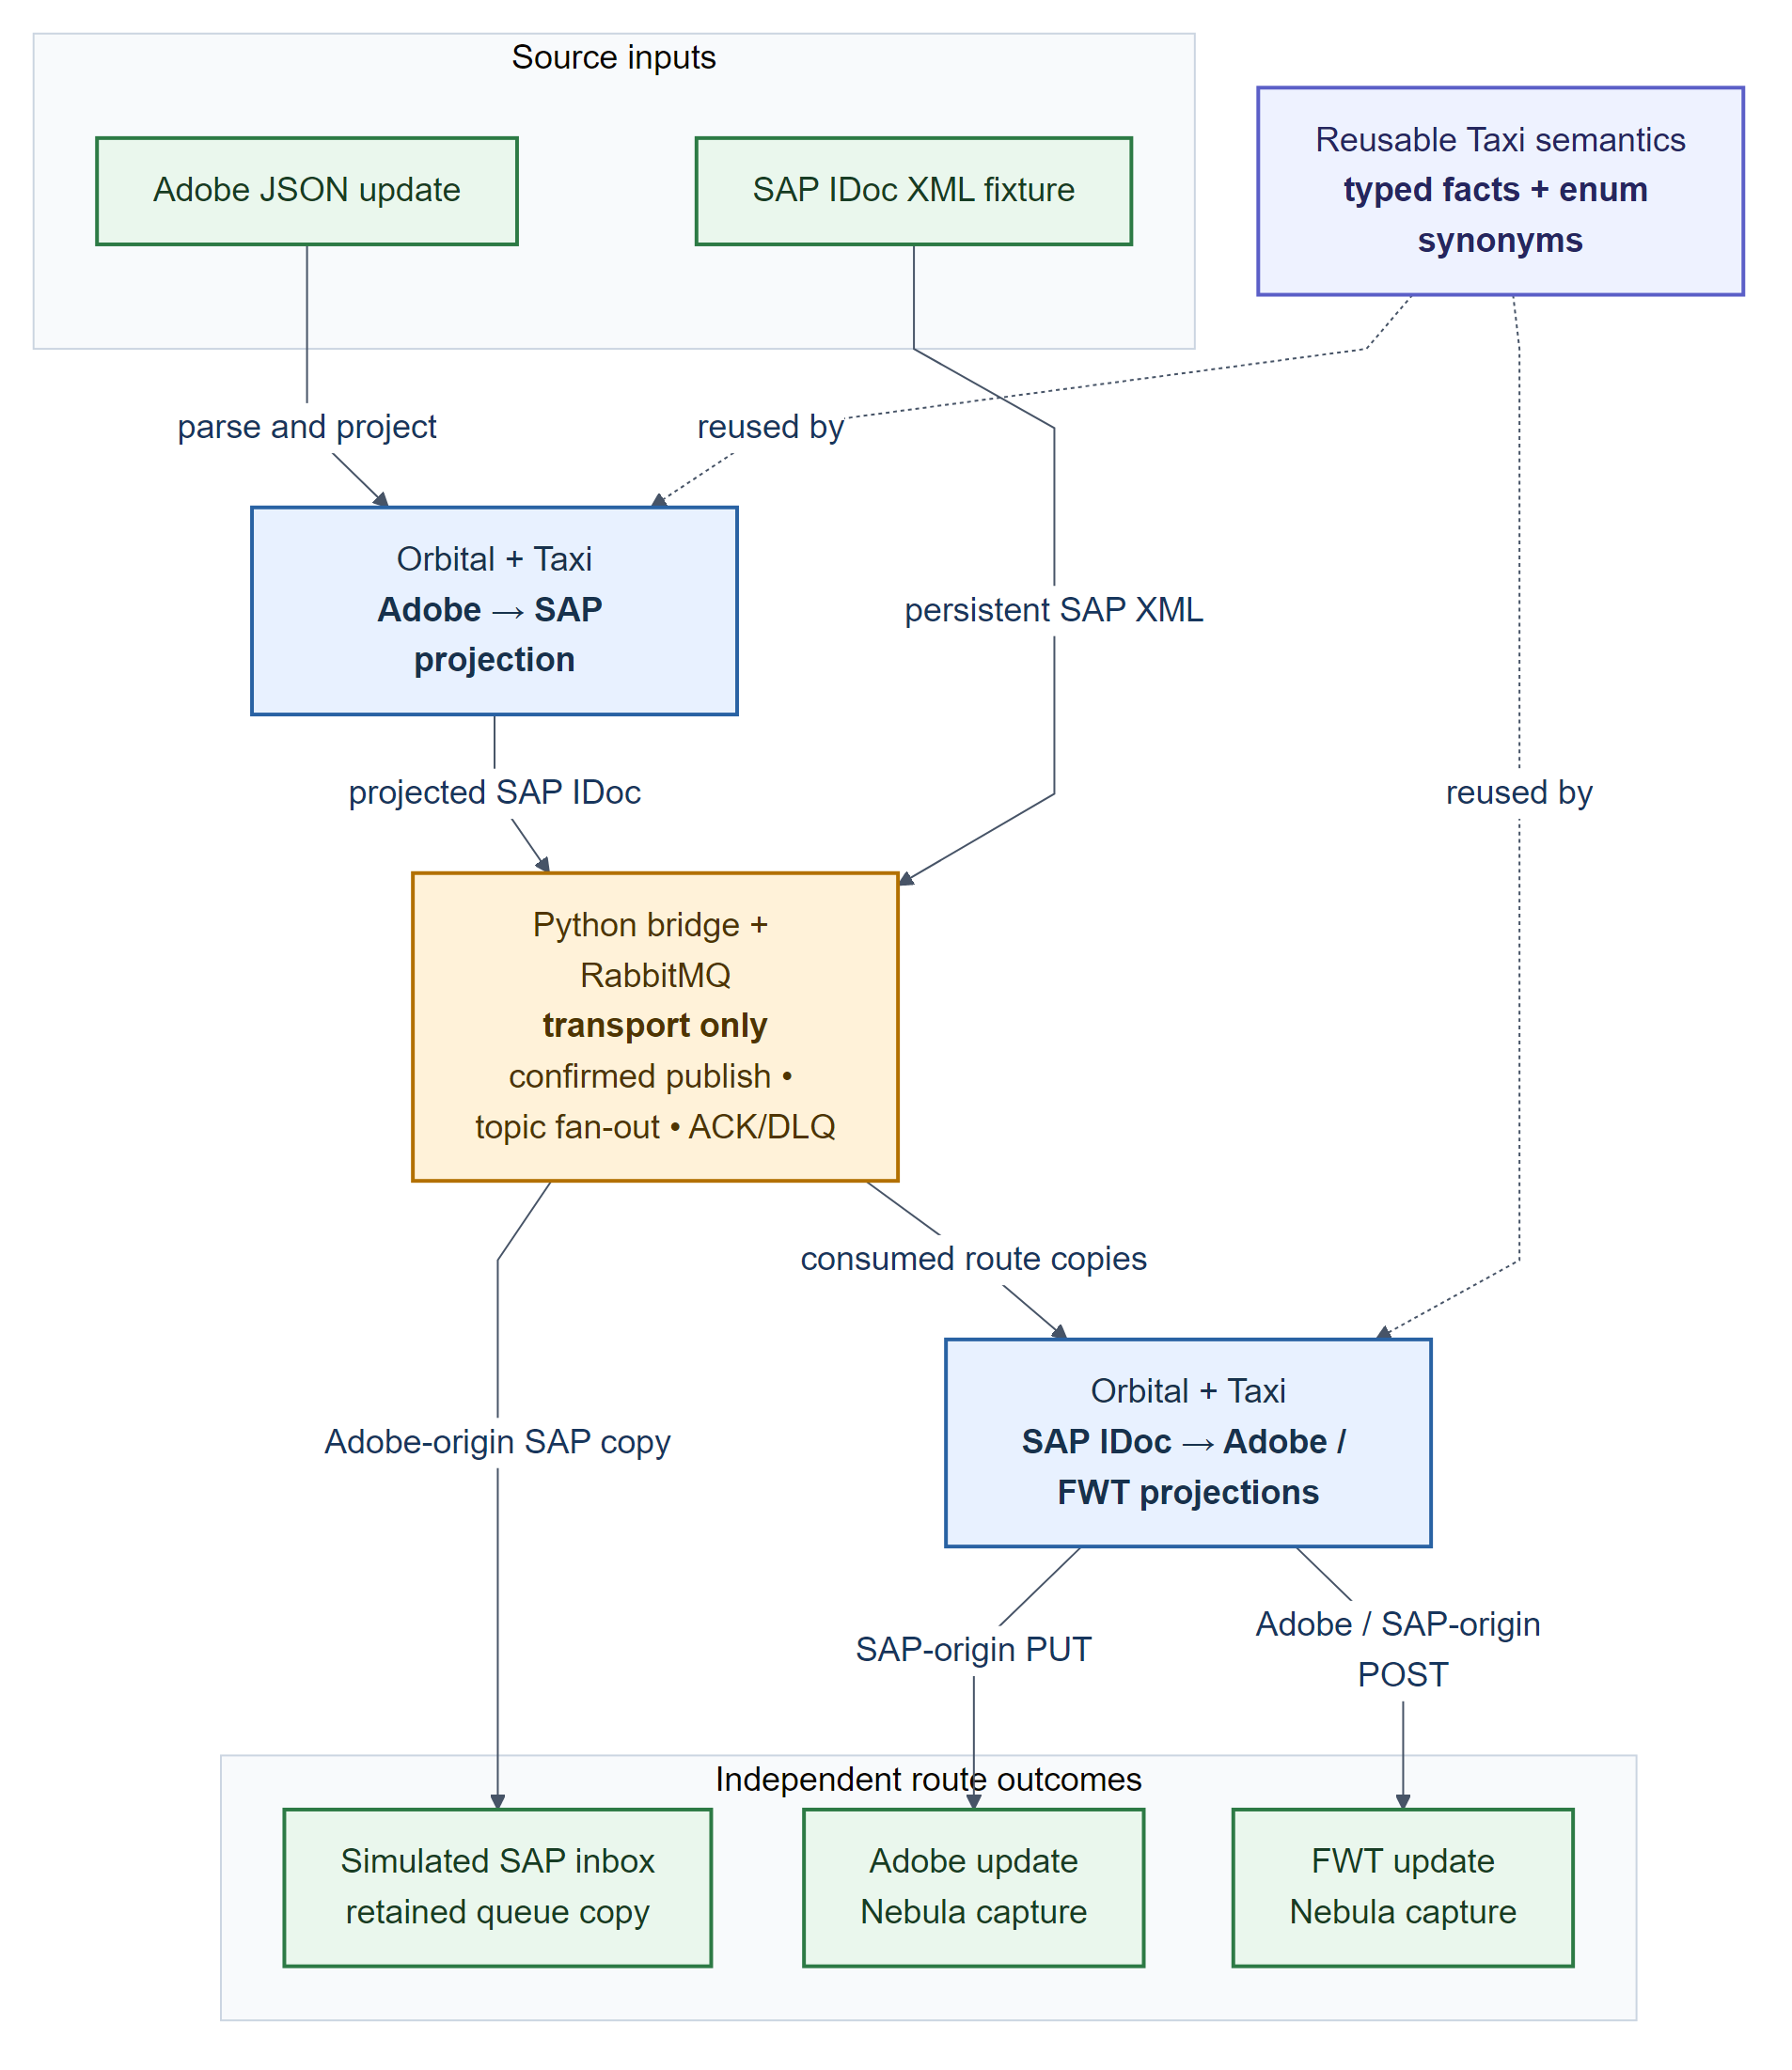 Source inputs
Adobe JSON update
SAP IDoc XML fixture
Reusable Taxi semantics
typed facts + enum
synonyms
parse and project
reused by
Orbital + Taxi
Adobe → SAP
projection
persistent SAP XML
projected SAP IDoc
reused by
Python bridge +
RabbitMQ
transport only
confirmed publish •
topic fan-out • ACK/DLQ
consumed route copies
Orbital + Taxi
SAP IDoc → Adobe /
FWT projections
Adobe-origin SAP copy
SAP-origin PUT
Adobe / SAP-origin
POST
Independent route outcomes
Simulated SAP inbox
retained queue copy
Adobe update
Nebula capture
FWT update
Nebula capture